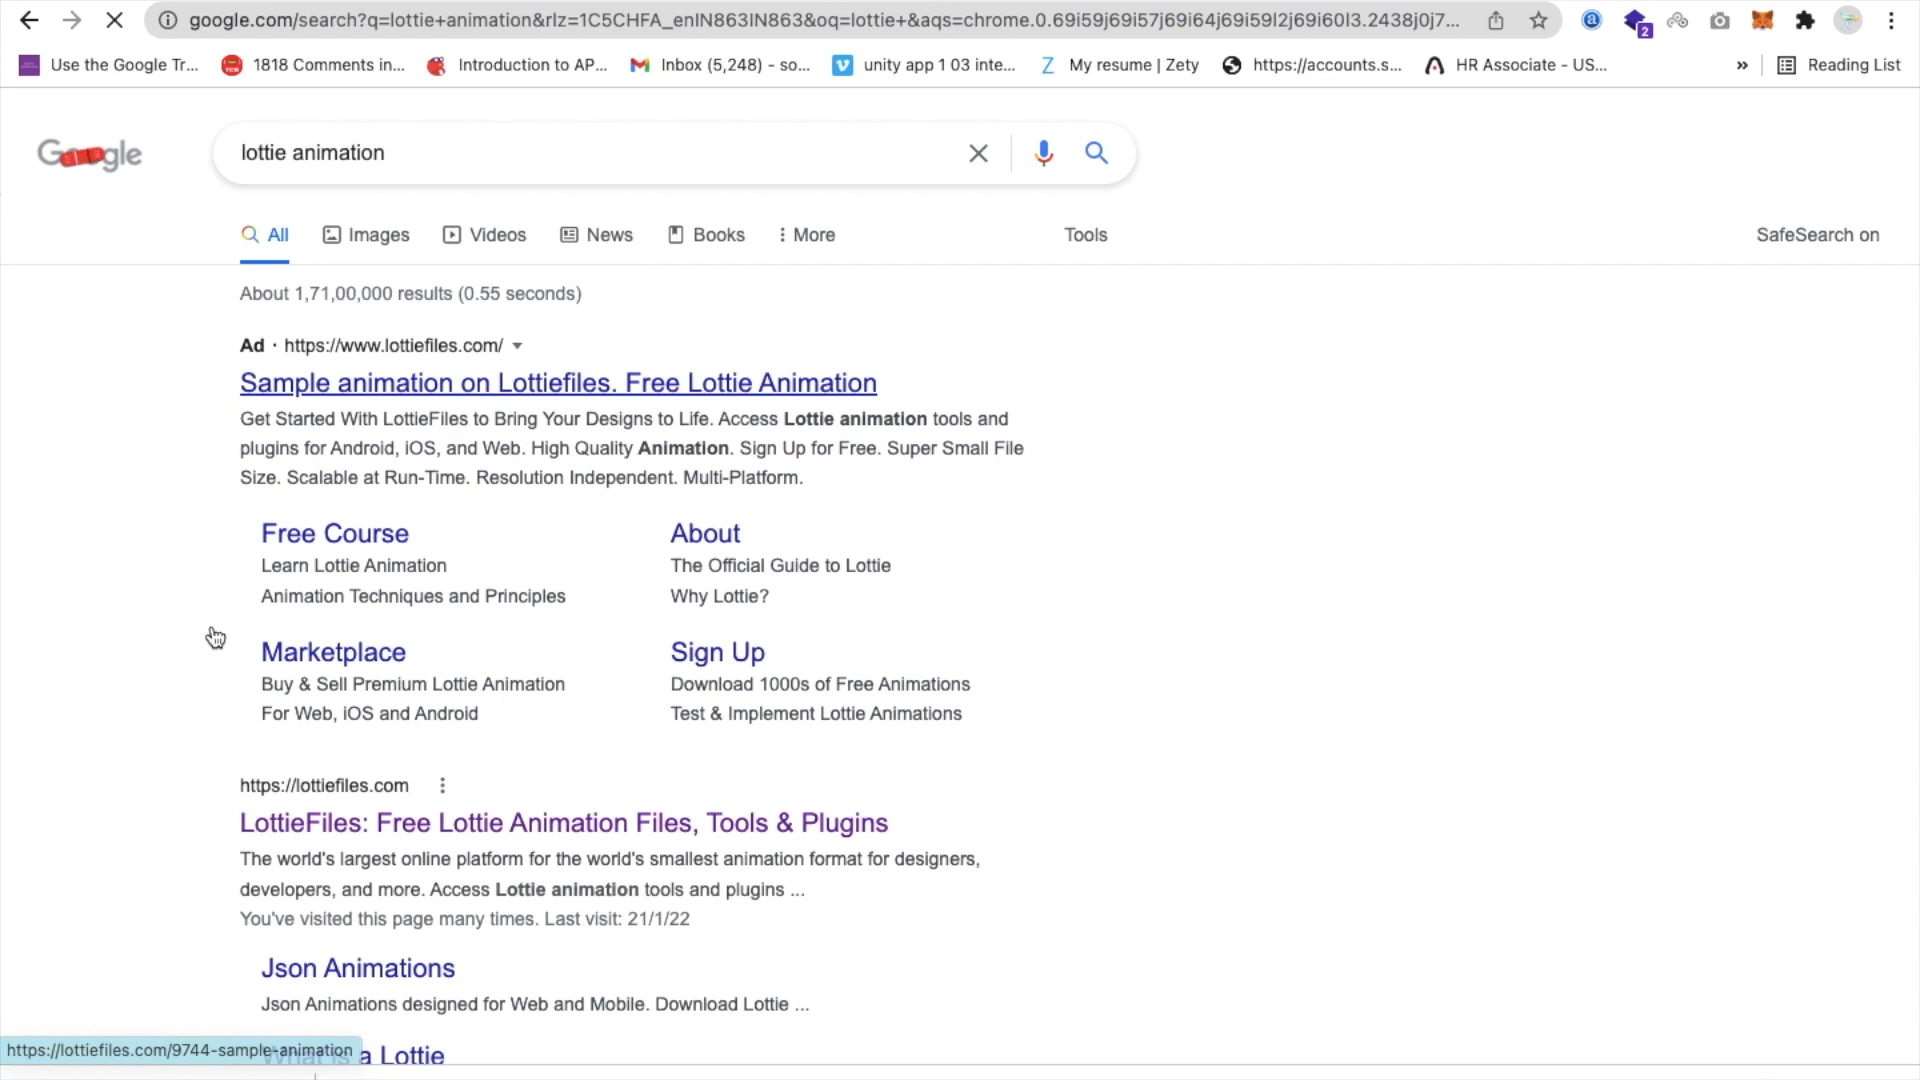 google.com/search?q=lottie+animation&rlz=1C5CHFA_enIN863IN863&oq=lottie+&aqs=chrome.0.69i59j69i57j69i64j69i59l2j69i60l3.2438j0j7...
2
Use the Google Tr... 1818 Comments in... Introduction to AP... Inbox (5,248) - so... unity app 1 03 inte... My resume | Zety https://accounts.s... HR Associate - US... » Reading List
lottie animation
All Images Videos News Books More Tools SafeSearch on
About 1,71,00,000 results (0.55 seconds)
Ad · https://www.lottiefiles.com/
Sample animation on Lottiefiles. Free Lottie Animation
Get Started With LottieFiles to Bring Your Designs to Life. Access Lottie animation tools and
plugins for Android, iOS, and Web. High Quality Animation. Sign Up for Free. Super Small File
Size. Scalable at Run-Time. Resolution Independent. Multi-Platform.
Free Course About
Learn Lottie Animation The Official Guide to Lottie
Animation Techniques and Principles Why Lottie?
Marketplace Sign Up
Buy & Sell Premium Lottie Animation Download 1000s of Free Animations
For Web, iOS and Android Test & Implement Lottie Animations
https://lottiefiles.com
LottieFiles: Free Lottie Animation Files, Tools & Plugins
The world's largest online platform for the world's smallest animation format for designers,
developers, and more. Access Lottie animation tools and plugins ...
You've visited this page many times. Last visit: 21/1/22
Json Animations
Json Animations designed for Web and Mobile. Download Lottie ...
https://lottiefiles.com/9744-sample-animation
What is a Lottie